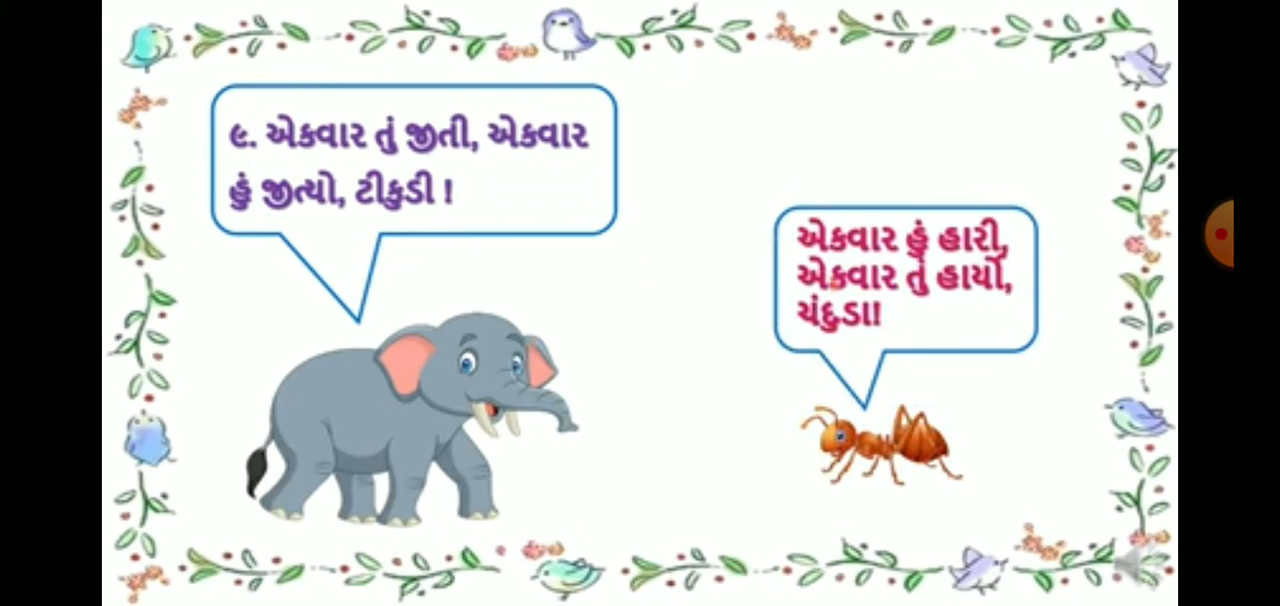 ૯. એકવાર તું જીતી, એકવાર
હું જીત્યો, ટીકુડી !
એકવાર હું હારી,
એકવાર તું હાર્યો,
ચંદુડા!